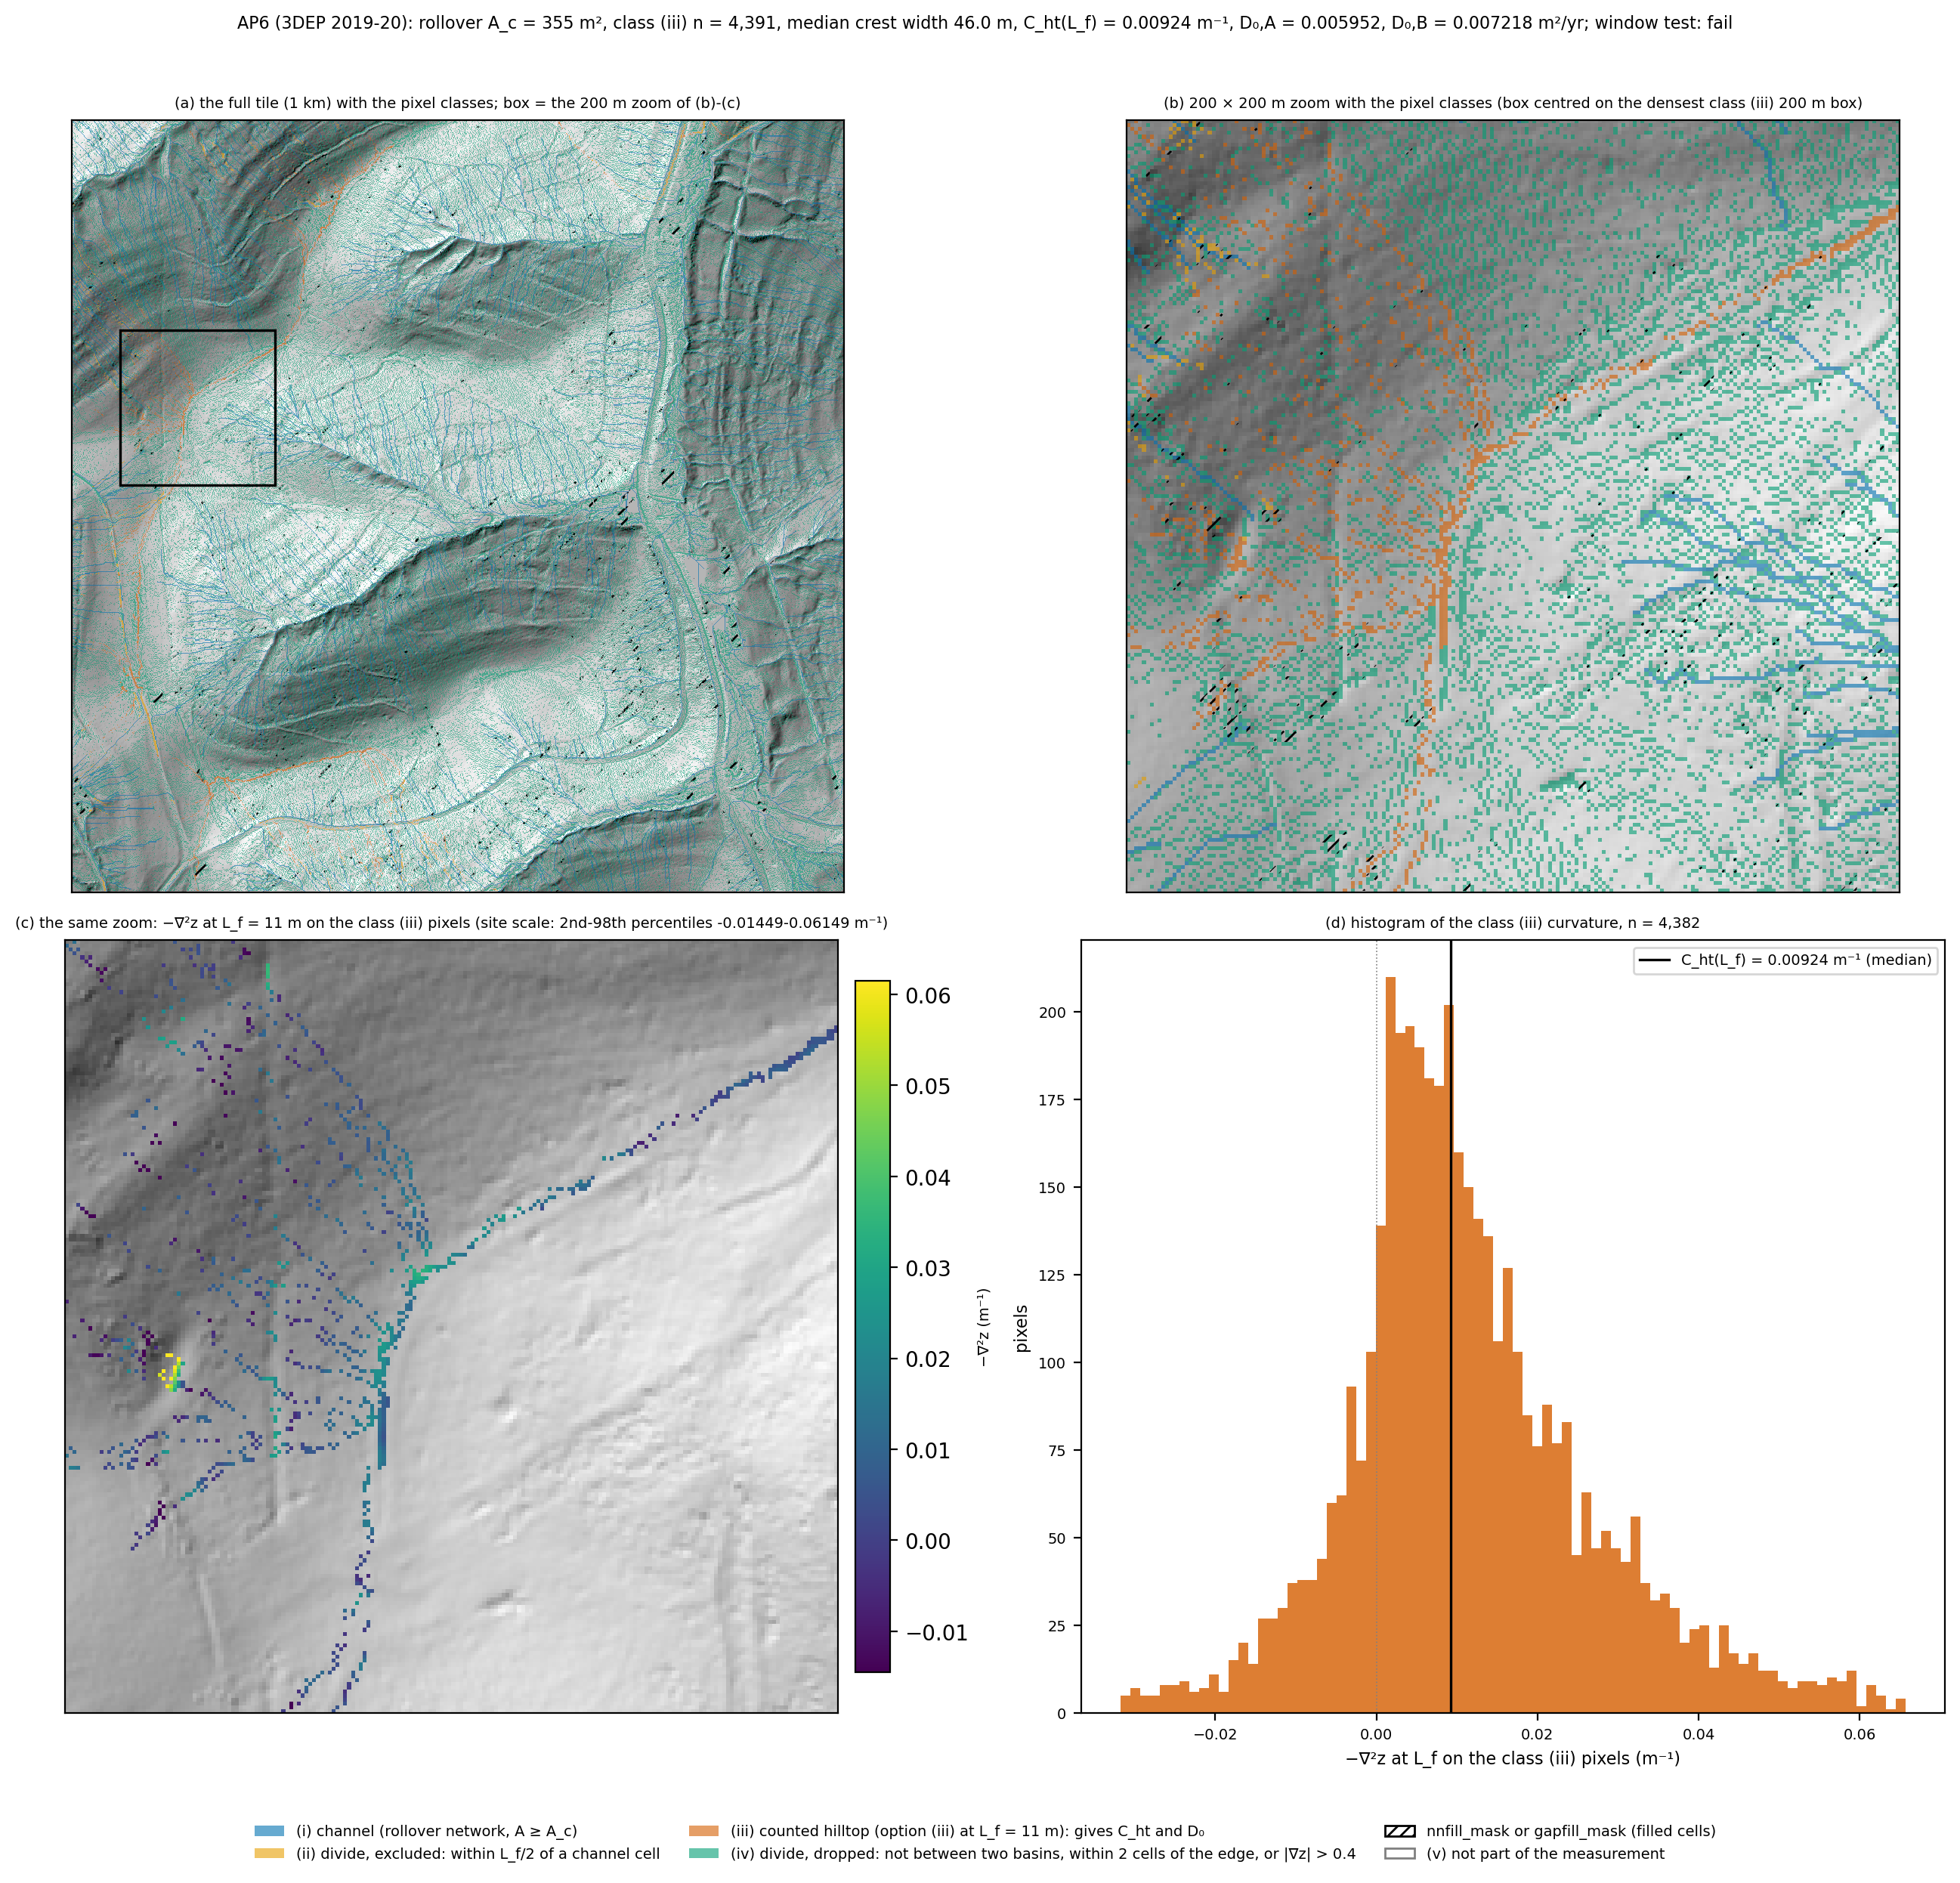 AP6 (3DEP 2019-20): rollover A_c = 355 m², class (iii) n = 4,391, median crest width 46.0 m, C_ht(L_f) = 0.00924 m⁻¹, D₀,A = 0.005952, D₀,B = 0.007218 m²/yr; window test: fail
(a) the full tile (1 km) with the pixel classes; box = the 200 m zoom of (b)-(c)
(b) 200 × 200 m zoom with the pixel classes (box centred on the densest class (iii) 200 m box)
(c) the same zoom: −∇²z at L_f = 11 m on the class (iii) pixels (site scale: 2nd-98th percentiles -0.01449-0.06149 m⁻¹)
0.06
0.05
0.04
0.03
0.02
0.01
0.00
−0.01
−∇²z (m⁻¹)
(d) histogram of the class (iii) curvature, n = 4,382
C_ht(L_f) = 0.00924 m⁻¹ (median)
200
175
150
125
100
75
50
25
0
pixels
−0.02
0.00
0.02
0.04
0.06
−∇²z at L_f on the class (iii) pixels (m⁻¹)
(i) channel (rollover network, A ≥ A_c)
(ii) divide, excluded: within L_f/2 of a channel cell
(iii) counted hilltop (option (iii) at L_f = 11 m): gives C_ht and D₀
(iv) divide, dropped: not between two basins, within 2 cells of the edge, or |∇z| > 0.4
nnfill_mask or gapfill_mask (filled cells)
(v) not part of the measurement